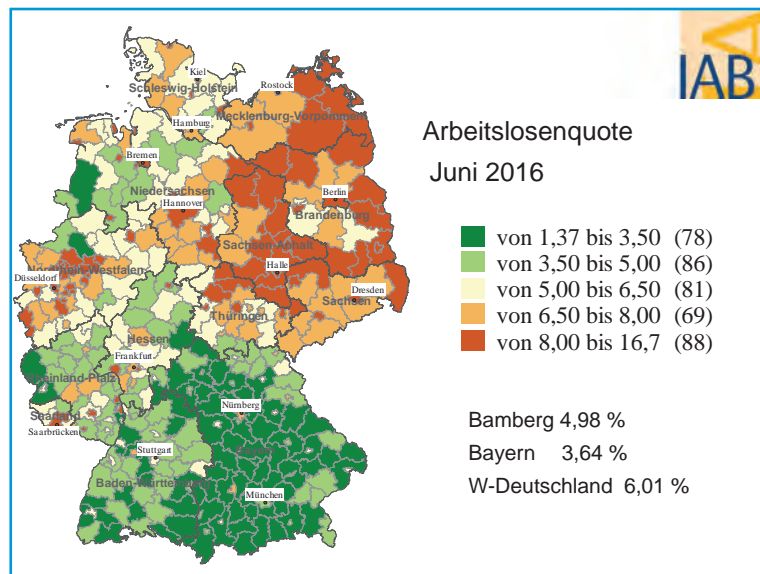 IAB
Arbeitslosenquote
Juni 2016
von 1,37 bis 3,50 (78)
von 3,50 bis 5,00 (86)
von 5,00 bis 6,50 (81)
von 6,50 bis 8,00 (69)
von 8,00 bis 16,7 (88)
Bamberg 4,98 %
Bayern 3,64 %
W-Deutschland 6,01 %
Kiel
Schleswig-Holstein
Rostock
Mecklenburg-Vorpommern
Hamburg
Bremen
Niedersachsen
Hannover
Berlin
Brandenburg
Sachsen-Anhalt
Nordrhein-Westfalen
Halle
Düsseldorf
Dresden
Sachsen
Thüringen
Hessen
Frankfurt
Rheinland-Pfalz
Nürnberg
Saarland
Saarbrücken
Bayern
Stuttgart
Baden-Württemberg
München